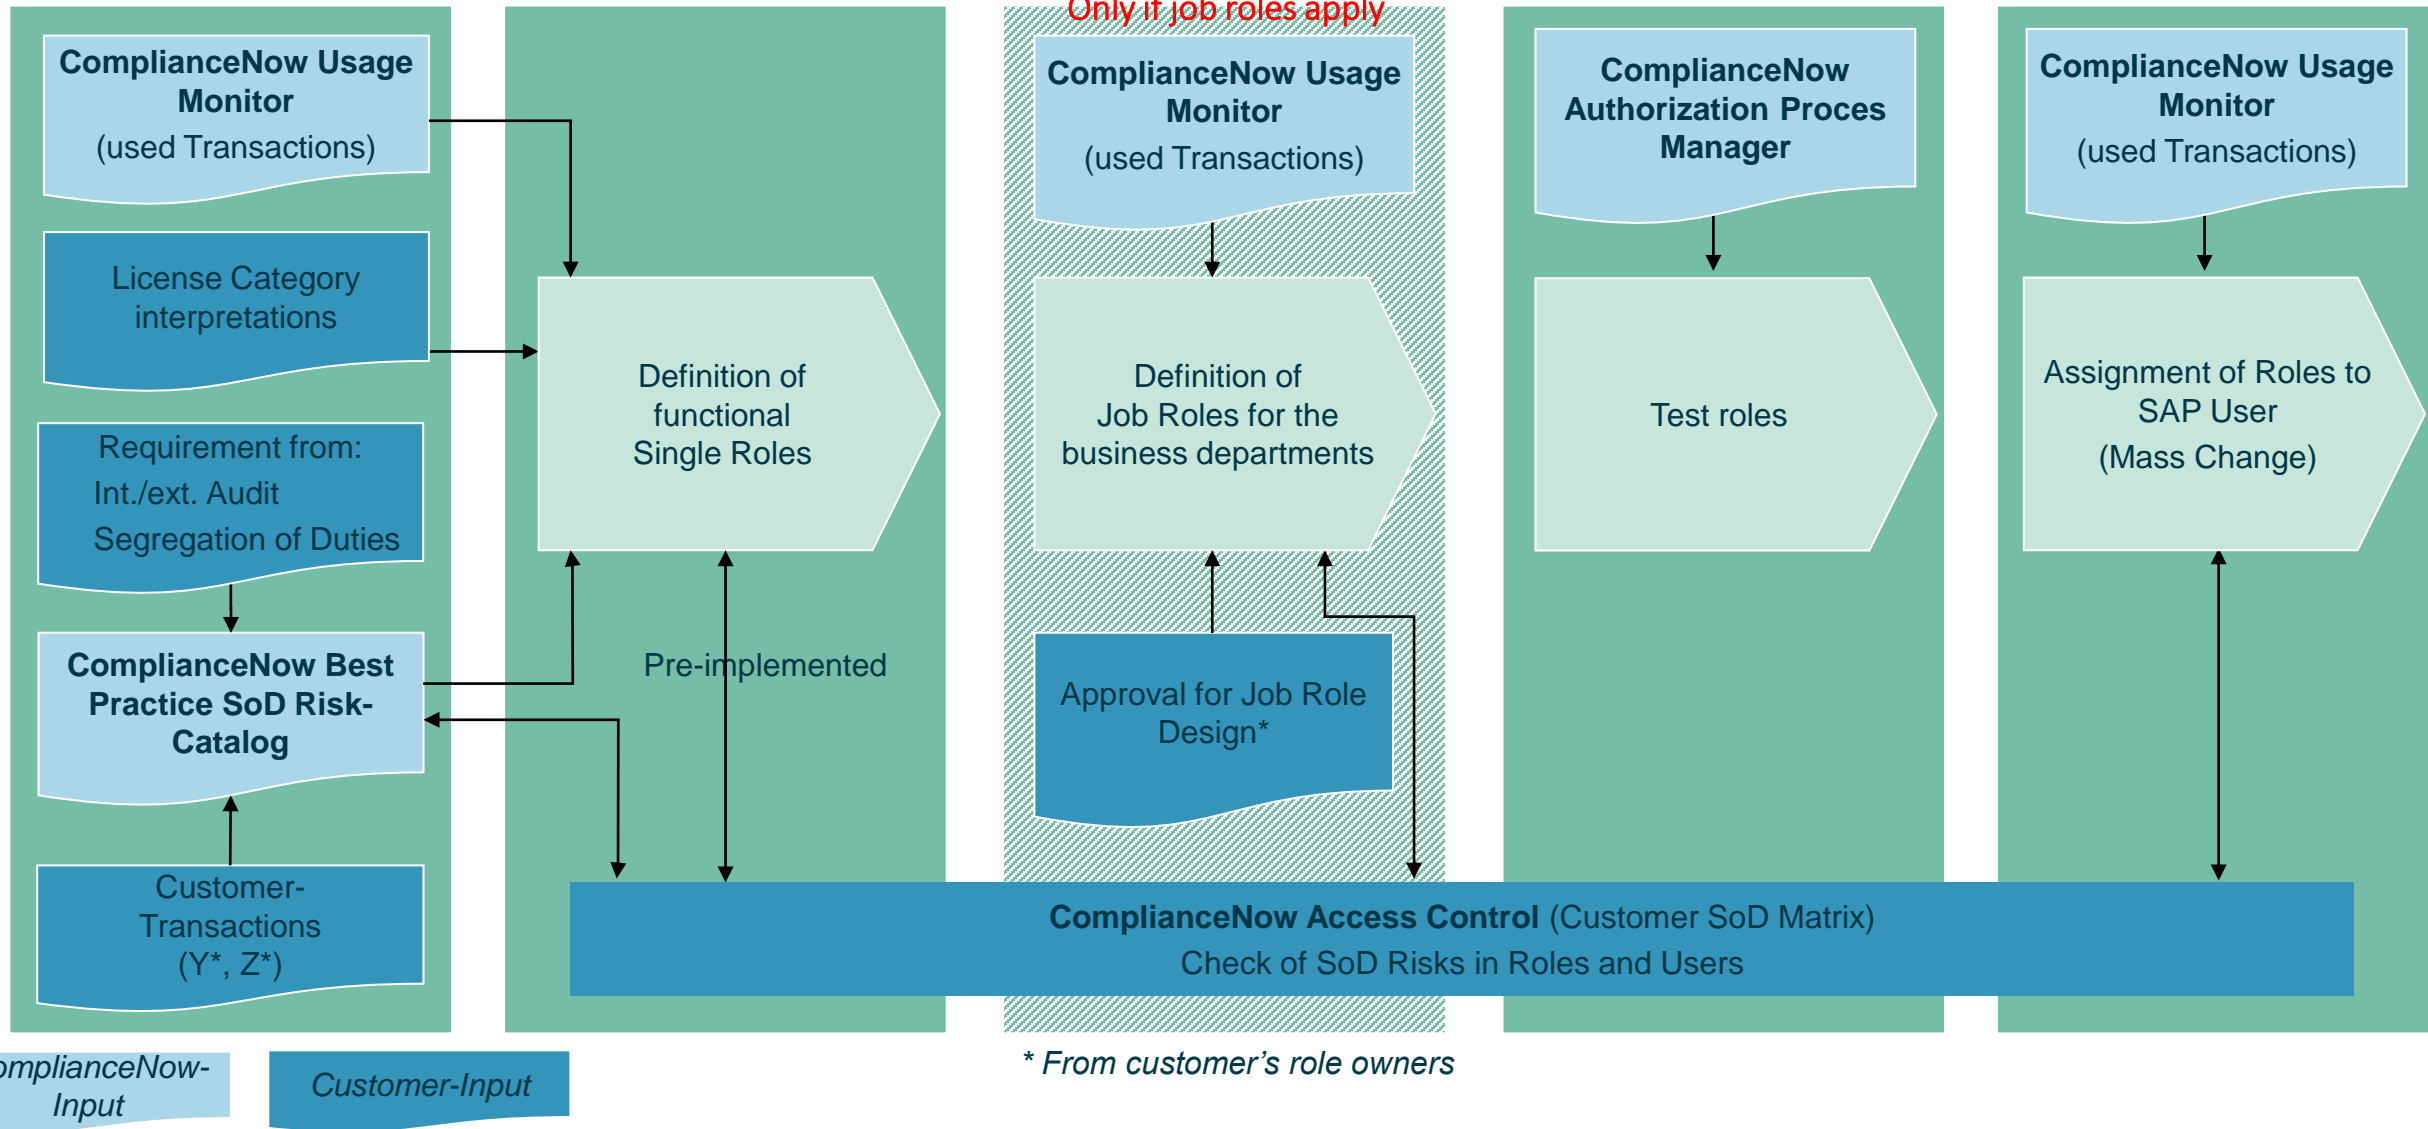 Only if job roles apply
ComplianceNow Usage
Monitor
(used Transactions)
License Category
interpretations
Requirement from:
Int./ext. Audit
Segregation of Duties
ComplianceNow Best
Practice SoD Risk-
Catalog
Customer-
Transactions
(Y*, Z*)
Definition of
functional
Single Roles
Pre-implemented
ComplianceNow Usage
Monitor
(used Transactions)
Definition of
Job Roles for the
business departments
Approval for Job Role
Design*
ComplianceNow
Authorization Proces
Manager
Test roles
ComplianceNow Usage
Monitor
(used Transactions)
Assignment of Roles to
SAP User
(Mass Change)
ComplianceNow Access Control (Customer SoD Matrix)
Check of SoD Risks in Roles and Users
omplianceNow-
Input
Customer-Input
* From customer’s role owners